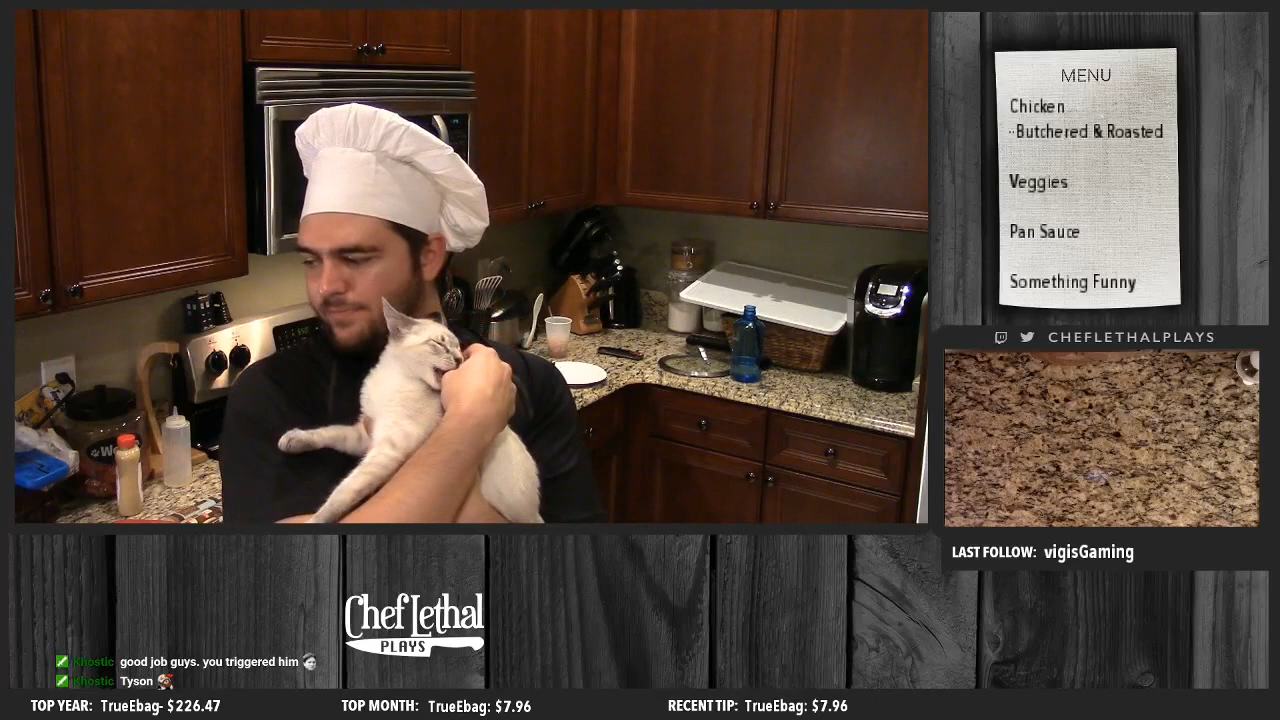 MENU
Chicken
-Butchered & Roasted
Veggies
Pan Sauce
Something Funny
CHEFLETHALPLAYS
LAST FOLLOW: vigisGaming
Chef Lethal
PLAYS
Khostic good job guys. you triggered him
Khostic Tyson
TOP YEAR: TrueEbag- $226.47
TOP MONTH: TrueEbag: $7.96
RECENT TIP: TrueEbag: $7.96